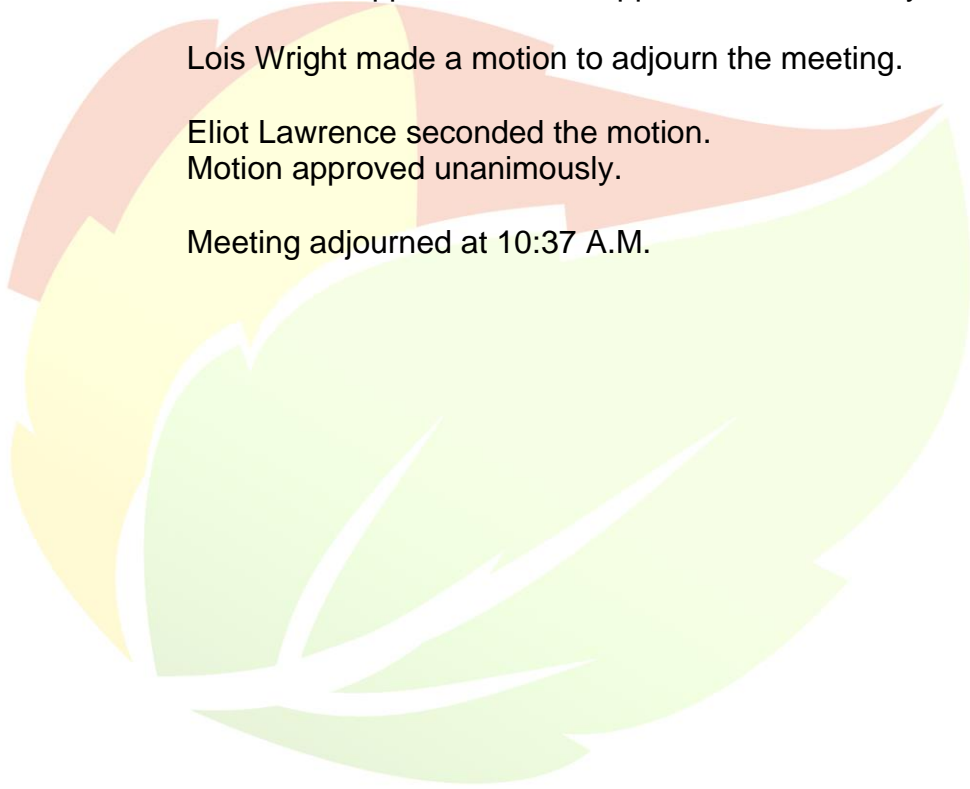 Lois Wright made a motion to adjourn the meeting.
Eliot Lawrence seconded the motion.
Motion approved unanimously.
Meeting adjourned at 10:37 A.M.